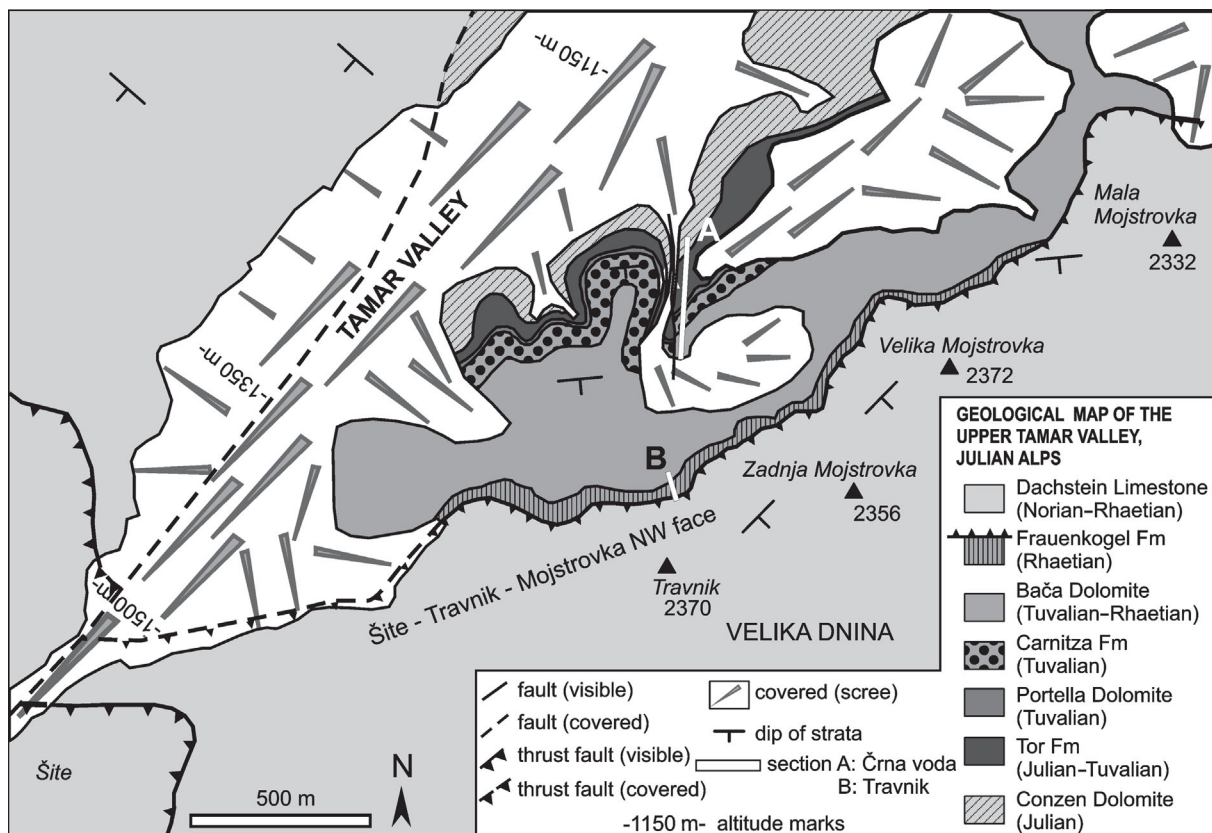 -1150 m-
TAMAR VALLEY
-1350 m-
-1500m-
A
B
Mala
Mojstrovka
2332
Velika Mojstrovka
2372
Zadnja Mojstrovka
2356
Travnik
2370
Šite - Travnik - Mojstrovka NW face
VELIKA DNINA
Šite
500 m
N
GEOLOGICAL MAP OF THE
UPPER TAMAR VALLEY,
JULIAN ALPS
Dachstein Limestone
(Norian–Rhaetian)
Frauenkogel Fm
(Rhaetian)
Bača Dolomite
(Tuvalian–Rhaetian)
Carnitza Fm
(Tuvalian)
Portella Dolomite
(Tuvalian)
Tor Fm
(Julian–Tuvalian)
Conzen Dolomite
(Julian)
fault (visible)
fault (covered)
thrust fault (visible)
thrust fault (covered)
covered (scree)
dip of strata
section A: Črna voda
B: Travnik
-1150 m- altitude marks